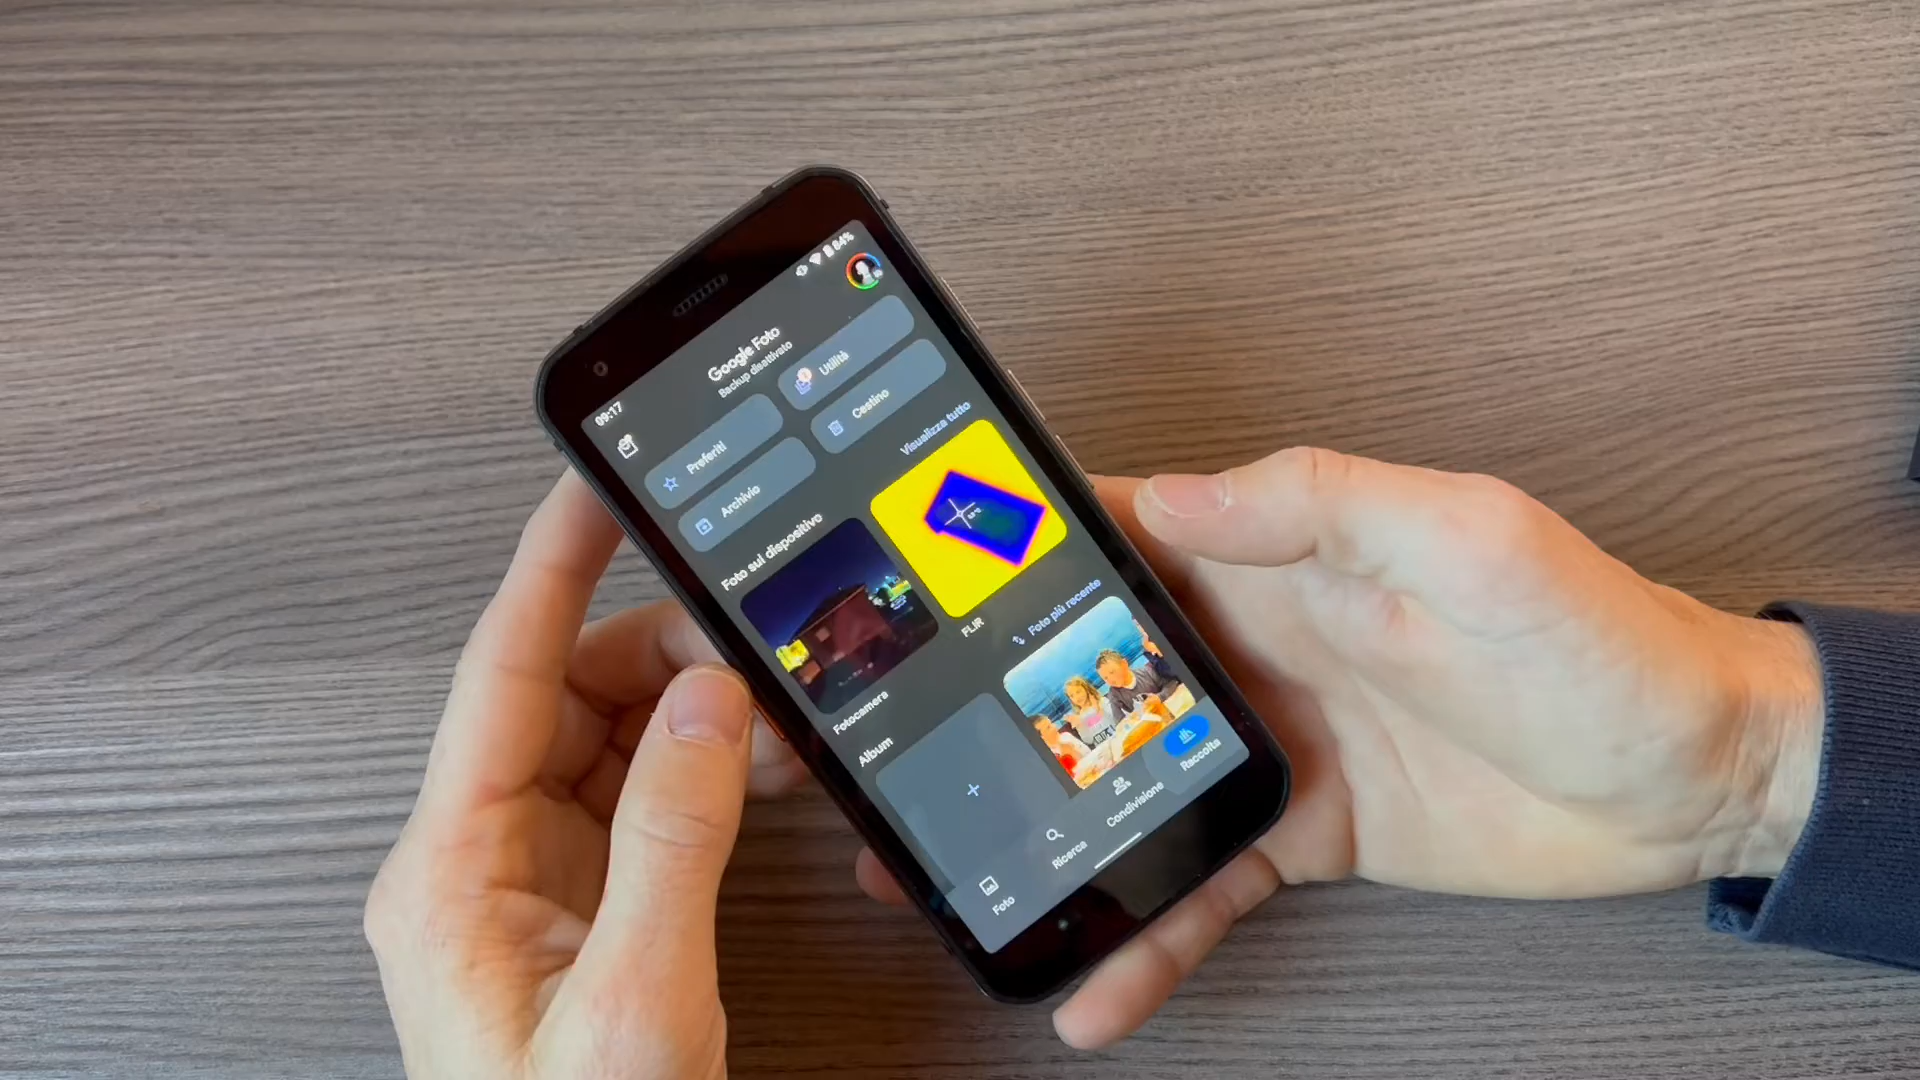 09:17
84%
Google Foto
Backup disattivato
Preferiti
Utilità
Archivio
Cestino
Foto sul dispositivo
Visualizza tutto
Fotocamera
FLIR
Album
Foto più recente
Foto
Ricerca
Condivisione
Raccolta